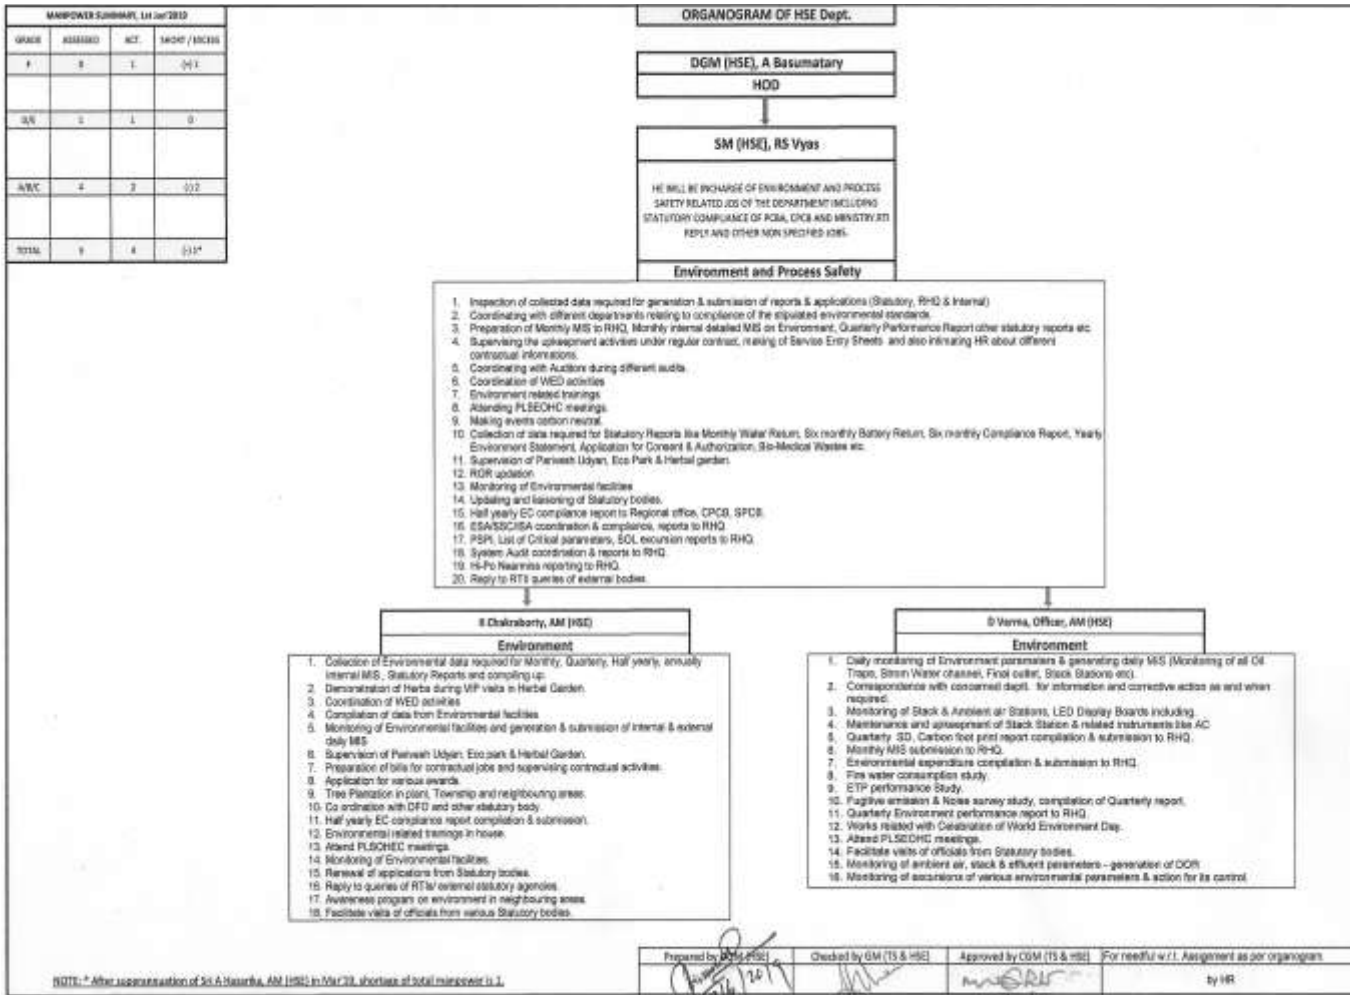 MANPOWER SUMMARY, 1st Jan'2019
GRADE ASSESSED ACT. SHORT / EXCESS
F 0 1 (+) 1
D/E 1 1 0
A/B/C 4 2 (-) 2
TOTAL 5 4 (-) 1*
ORGANOGRAM OF HSE Dept.
DGM (HSE), A Basumatary
HOD
SM (HSE), RS Vyas
HE WILL BE INCHARGE OF ENVIRONMENT AND PROCESS
SAFETY RELATED JOS OF THE DEPARTMENT INCLUDING
STATUTORY COMPLIANCE OF PCBA, CPCB AND MINISTRY RTI
REPLY AND OTHER NON SPECIFIED JOBS.
Environment and Process Safety
1. Inspection of collected data required for generation & submission of reports & applications (Statutory, RHQ & Internal)
2. Coordinating with different departments relating to compliance of the stipulated environmental standards.
3. Preparation of Monthly MIS to RHQ, Monthly internal detailed MIS on Environment, Quarterly Performance Report other statutory reports etc.
4. Supervising the upkeepment activities under regular contract, making of Service Entry Sheets and also intimating HR about different
contractual informations.
5. Coordinating with Auditors during different audits.
6. Coordination of WED activities
7. Environment related trainings
8. Attending PLSEOHC meetings.
9. Making events carbon neutral.
10. Collection of data required for Statutory Reports like Monthly Water Return, Six monthly Battery Return, Six monthly Compliance Report, Yearly
Environment Statement, Application for Consent & Authorization, Bio-Medical Wastes etc.
11. Supervision of Parivesh Udyan, Eco Park & Herbal garden.
12. ROR updation
13. Monitoring of Environmental facilities
14. Updating and liaisoning of Statutory bodies.
15. Half yearly EC compliance report to Regional office, CPCB, SPCB.
16. ESA/SSC/ISA coordination & compliance, reports to RHQ
17. PSPI, List of Critical parameters, SOL excursion reports to RHQ.
18. System Audit coordination & reports to RHQ.
19. Hi-Po Nearmiss reporting to RHQ.
20. Reply to RTII queries of external bodies.
Chakraborty, AM (HSE)
Environment
1. Collection of Environmental data required for Monthly, Quarterly, Half yearly, annually
Internal MIS, Statutory Reports and compiling up.
2. Demonstration of Herbs during VIP visits in Herbal Garden.
3. Coordination of WED activities
4. Compilation of data from Environmental facilities
5. Monitoring of Environmental facilities and generation & submission of internal & external
daily MIS
6. Supervision of Parivesh Udyan, Eco park & Herbal Garden.
7. Preparation of bills for contractual jobs and supervising contractual activities.
8. Application for various awards.
9. Tree Plantation in plant, Township and neighbouring areas.
10. Co ordination with DFO and other statutory body.
11. Half yearly EC compliance report compilation & submission.
12. Environmental related trainings in house.
13. Attend PLSOHEC meetings.
14. Monitoring of Environmental facilities.
15. Renewal of applications from Statutory bodies.
16. Reply to queries of RTIs/ external statutory agencies.
17. Awareness program on environment in neighbouring areas.
18. Facilitate visits of officials from various Statutory bodies.
D Verma, Officer, AM (HSE)
Environment
1. Daily monitoring of Environment parameters & generating daily MIS (Monitoring of all Oil
Traps, Strom Water channel, Final outlet, Stack Stations etc).
2. Correspondence with concerned deptt. for information and corrective action as and when
required.
3. Monitoring of Stack & Ambient air Stations, LED Display Boards including.
4. Maintenance and upkeepment of Stack Station & related instruments like AC
5. Quarterly SD, Carbon foot print report compilation & submission to RHQ.
6. Monthly MIS submission to RHQ.
7. Environmental expenditure compilation & submission to RHQ.
8. Fire water consumption study.
9. ETP performance Study.
10. Fugitive emission & Noise survey study, compilation of Quarterly report.
11. Quarterly Environment performance report to RHQ.
12. Works related with Celebration of World Environment Day.
13. Attend PLSEOHC meetings.
14. Facilitate visits of officials from Statutory bodies.
15. Monitoring of ambient air, stack & effluent parameters - generation of DOR
16. Monitoring of excursions of various environmental parameters & action for its control.
Prepared by (HSE) Checked by GM (TS & HSE) Approved by CGM (TS & HSE) For needful w.r.t. Assignment as per organogram
by HR
NOTE: * After superannuation of Sri A Hazarika, AM (HSE) in Mar'19, shortage of total manpower is 1.